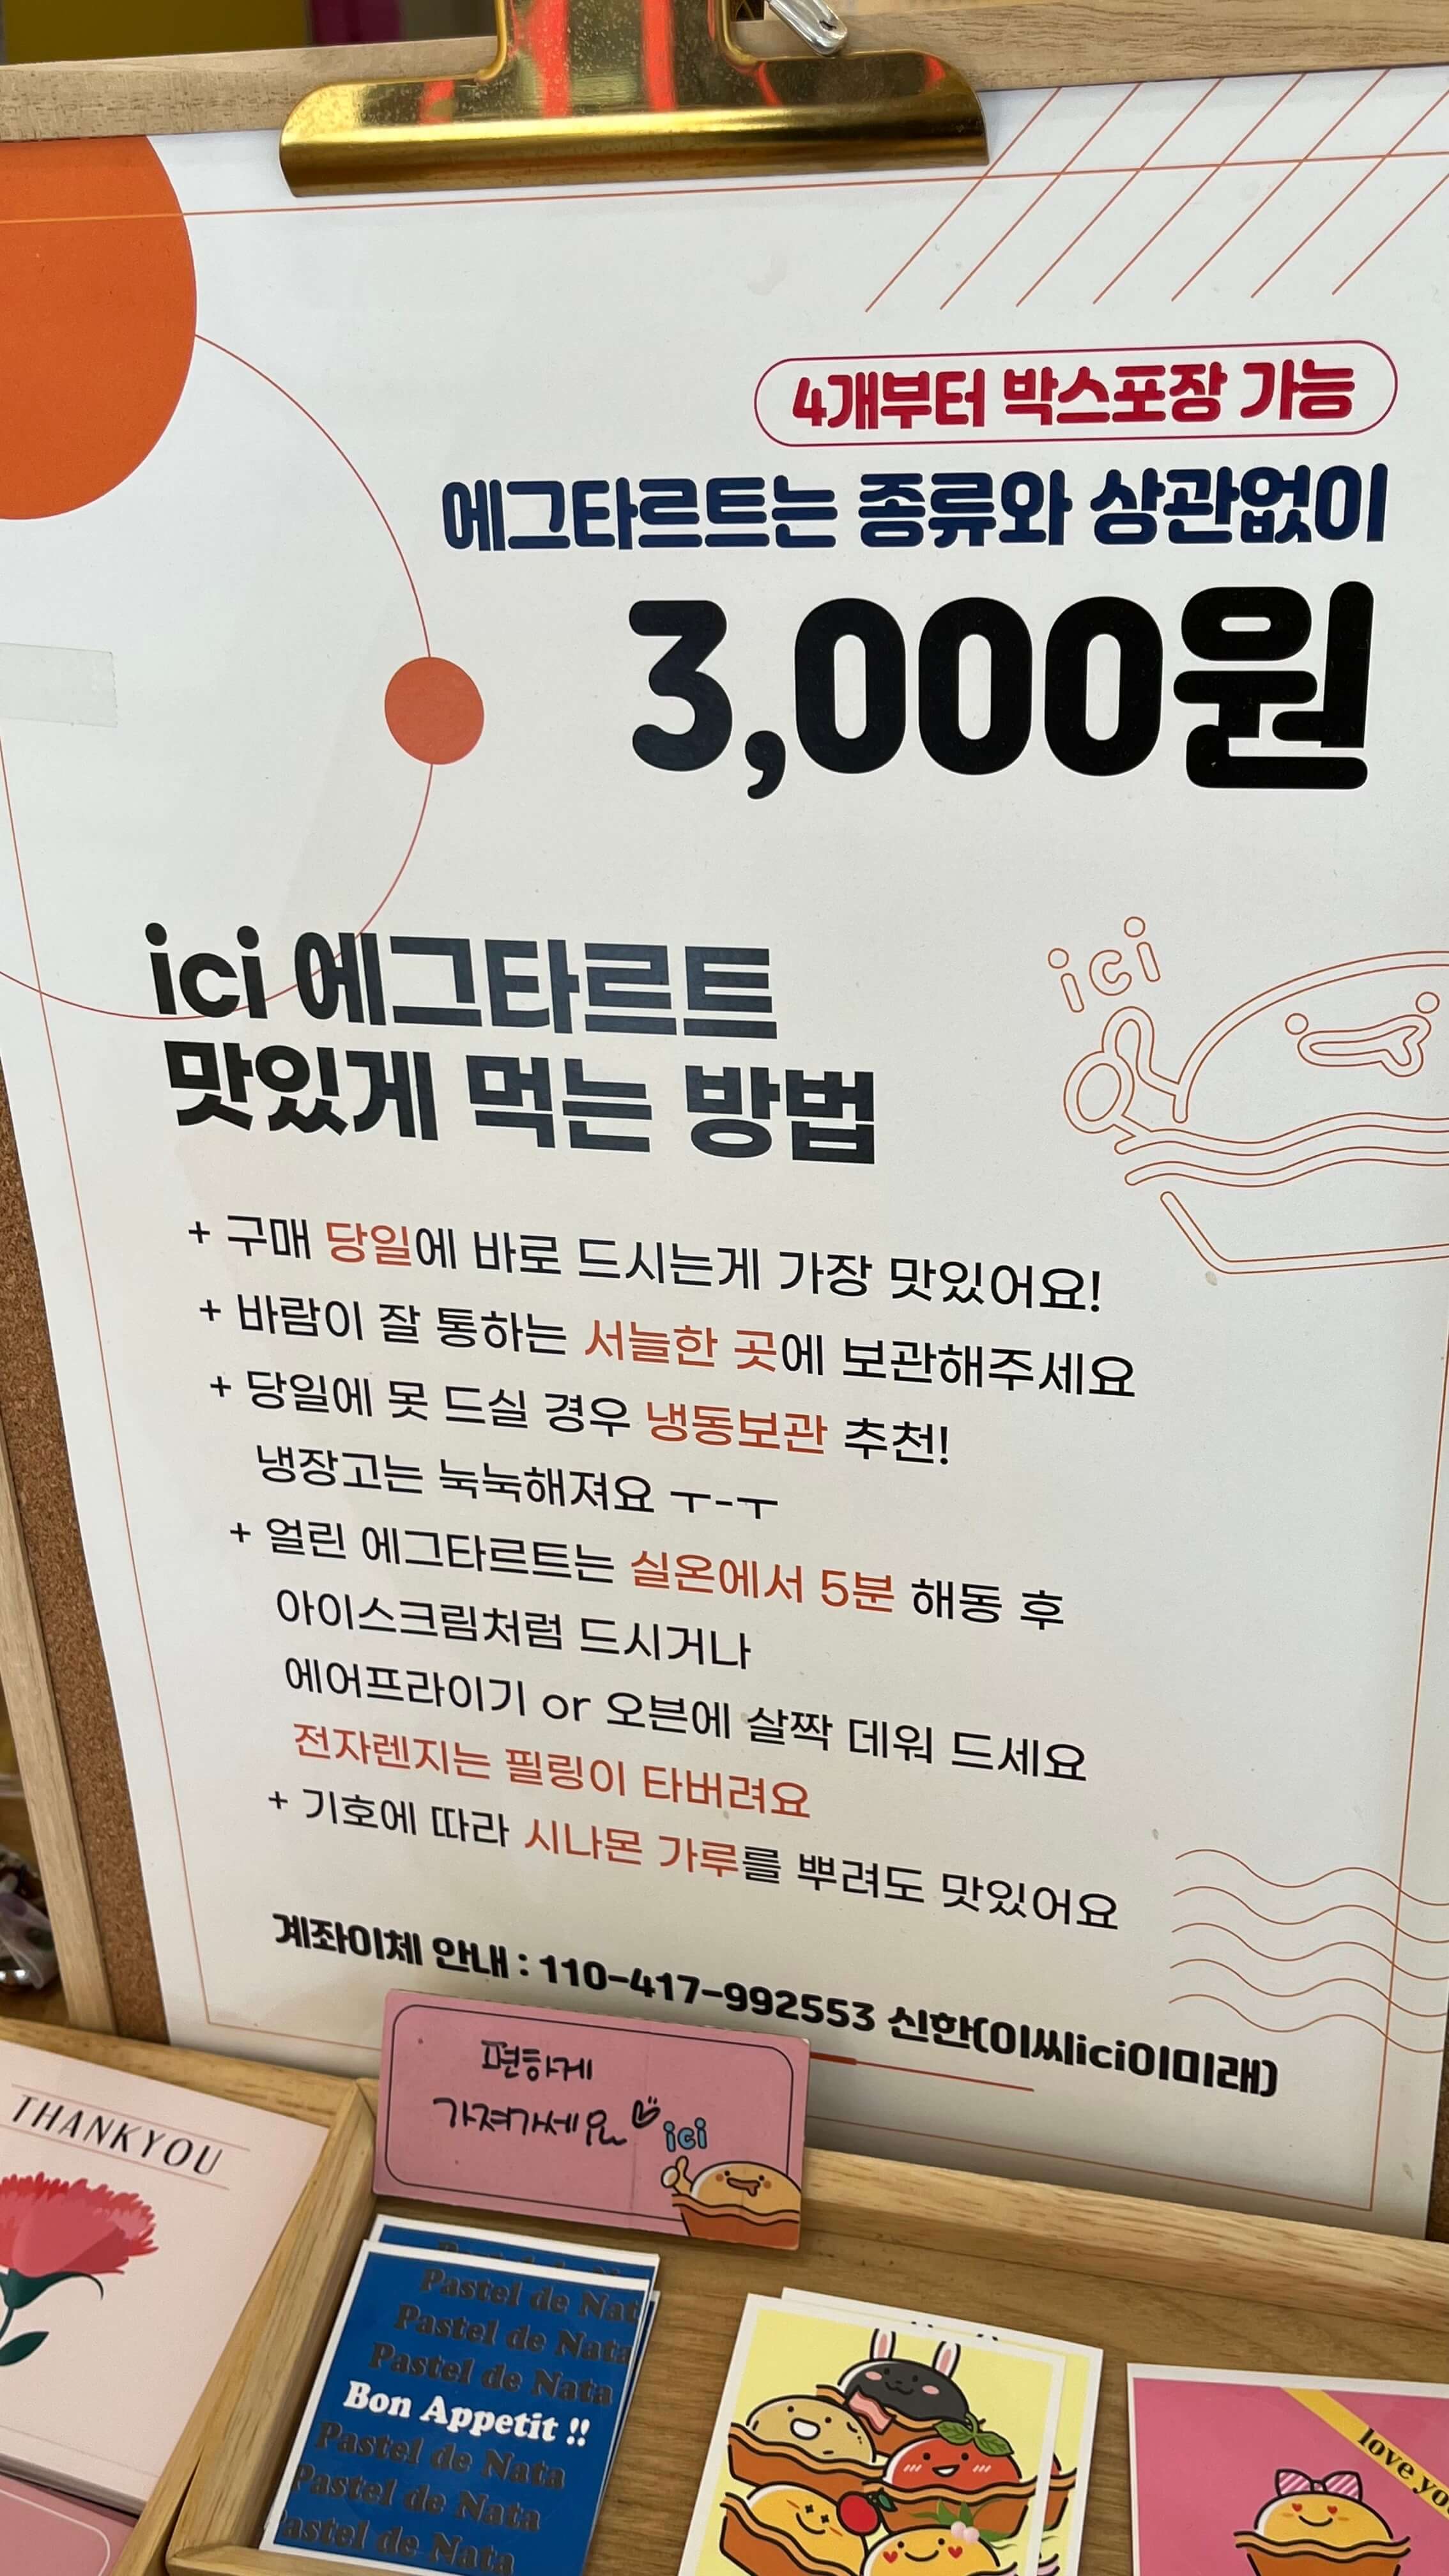 4개부터 박스포장 가능
에그타르트는 종류와 상관없이
3,000원
ici 에그타르트
맛있게 먹는 방법
ici
+ 구매 당일에 바로 드시는게 가장 맛있어요!
+ 바람이 잘 통하는 서늘한 곳에 보관해주세요
+ 당일에 못 드실 경우 냉동보관 추천!
냉장고는 눅눅해져요 ㅜ-ㅜ
+ 얼린 에그타르트는 실온에서 5분 해동 후
아이스크림처럼 드시거나
에어프라이기 or 오븐에 살짝 데워 드세요
전자렌지는 필링이 타버려요
+ 기호에 따라 시나몬 가루를 뿌려도 맛있어요
계좌이체 안내 : 110-417-992553 신한(이씨ici이미래)
편하게
가져가세요
ici
THANKYOU
Pastel de Nat
Pastel de Nata
Pastel de Nata
Bon Appetit !!
Pastel de Nata
Pastel de Nata
astel de Nata
love yo